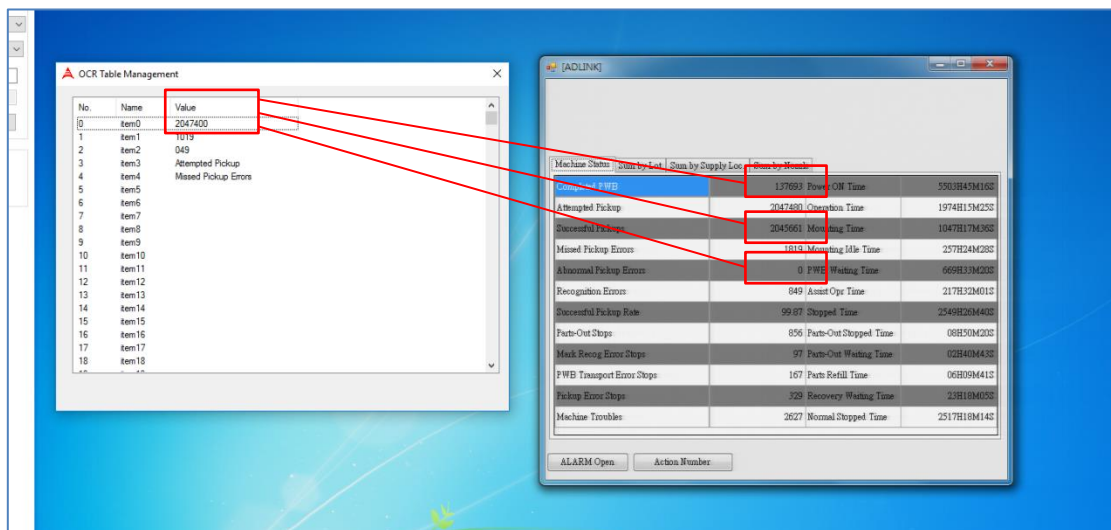 OCR Table Management
No. Name Value
0 item0 2047400
1 item1 1019
2 item2 049
3 item3 Attempted Pickup
4 item4 Missed Pickup Errors
5 item5
6 item6
7 item7
8 item8
9 item9
10 item10
11 item11
12 item12
13 item13
14 item14
15 item15
16 item16
17 item17
18 item18
[ADLINK]
Machine Status Sum by Lot Sum by Supply Loc Sum by Nozzle
Completed PWB 137693 Power ON Time 5503H45M16S
Attempted Pickup 2047480 Operation Time 1974H15M25S
Successful Pickups 2045661 Mounting Time 1047H17M36S
Missed Pickup Errors 1819 Mounting Idle Time 257H24M28S
Abnormal Pickup Errors 0 PWB Waiting Time 669H33M20S
Recognition Errors 849 Assist Opr Time 217H32M01S
Successful Pickup Rate 99.87 Stopped Time 2549H26M40S
Parts-Out Stops 856 Parts-Out Stopped Time 08H50M20S
Mark Recog Error Stops 97 Parts-Out Waiting Time 02H40M43S
PWB Transport Error Stops 167 Parts Refill Time 06H09M41S
Pickup Error Stops 329 Recovery Waiting Time 23H18M05S
Machine Troubles 2627 Normal Stopped Time 2517H18M14S
ALARM Open Action Number